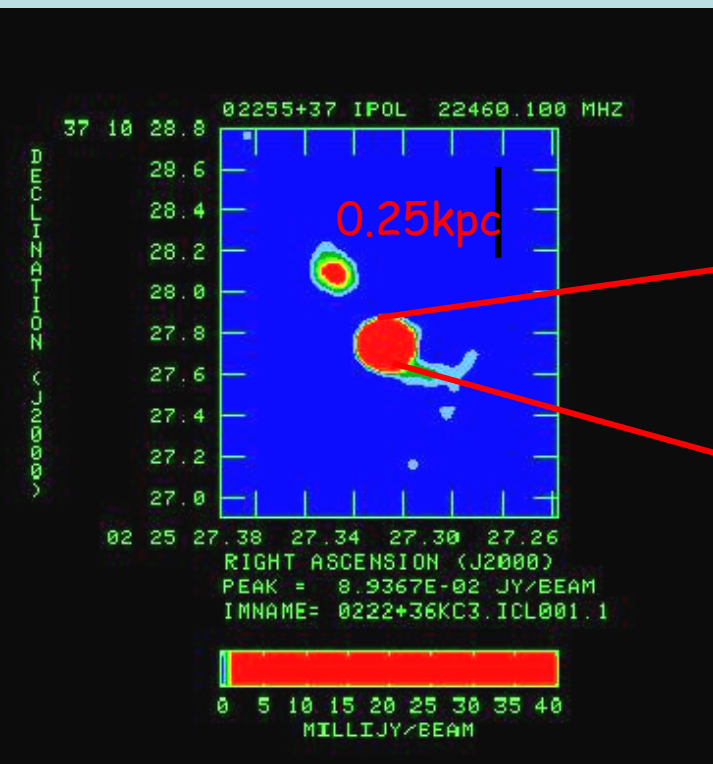 02255+37 IPOL 22460.100 MHZ
37 10 28.8
28.6
28.4
0.25kpc
28.2
28.0
27.8
27.6
27.4
27.2
27.0
DECLINATION (J2000)
02 25 27.38 27.34 27.30 27.26
RIGHT ASCENSION (J2000)
PEAK = 8.9367E-02 JY/BEAM
IMNAME= 0222+36KC3.ICL001.1
0 5 10 15 20 25 30 35 40
MILLIJY/BEAM